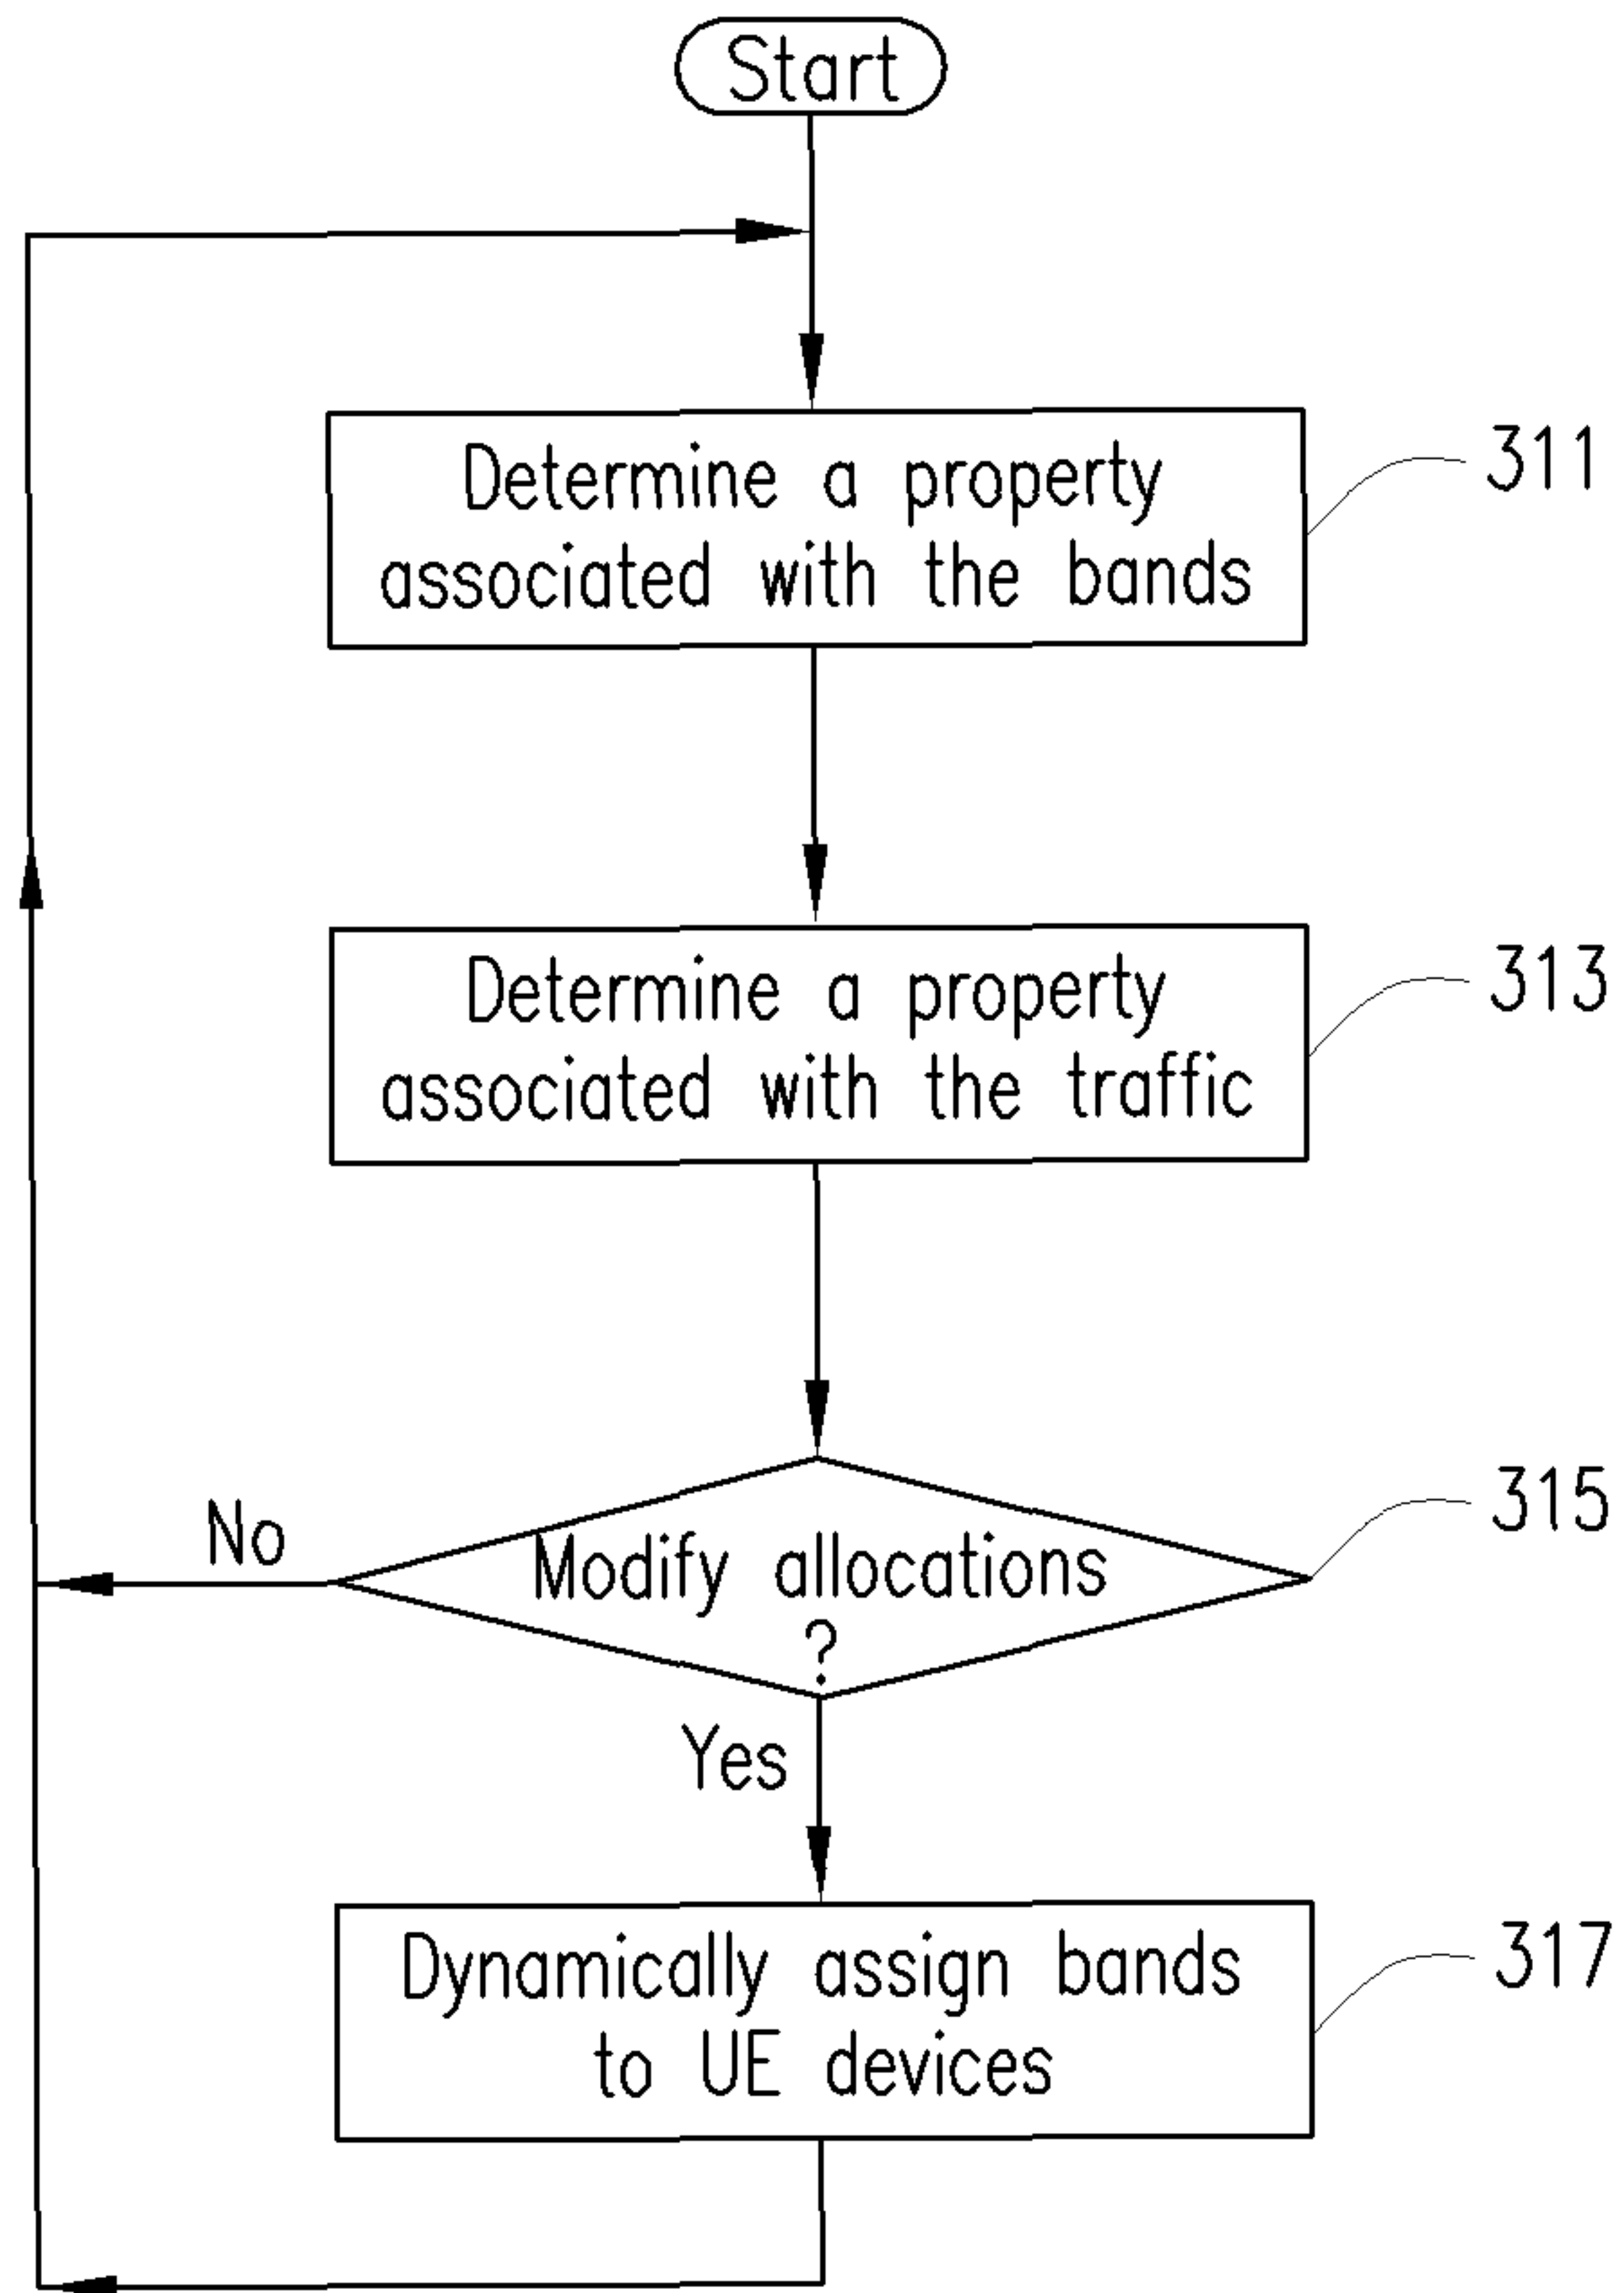 Start
Determine a property
associated with the bands
311
Determine a property
associated with the traffic
313
No
Modify allocations
?
315
Yes
Dynamically assign bands
to UE devices
317